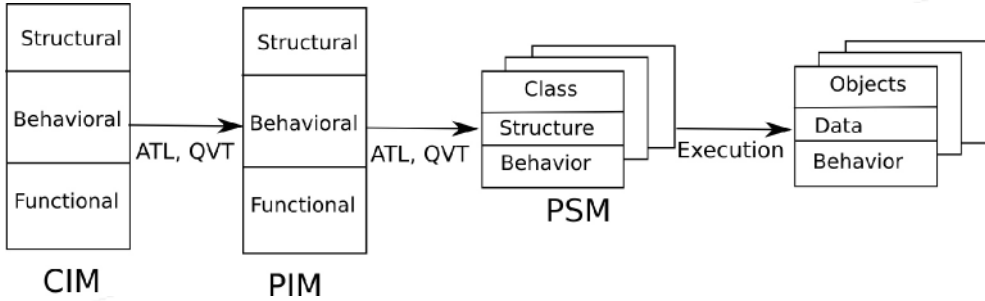 Structural
Behavioral
Functional
CIM
ATL, QVT
Structural
Behavioral
Functional
PIM
ATL, QVT
Class
Structure
Behavior
PSM
Execution
Objects
Data
Behavior